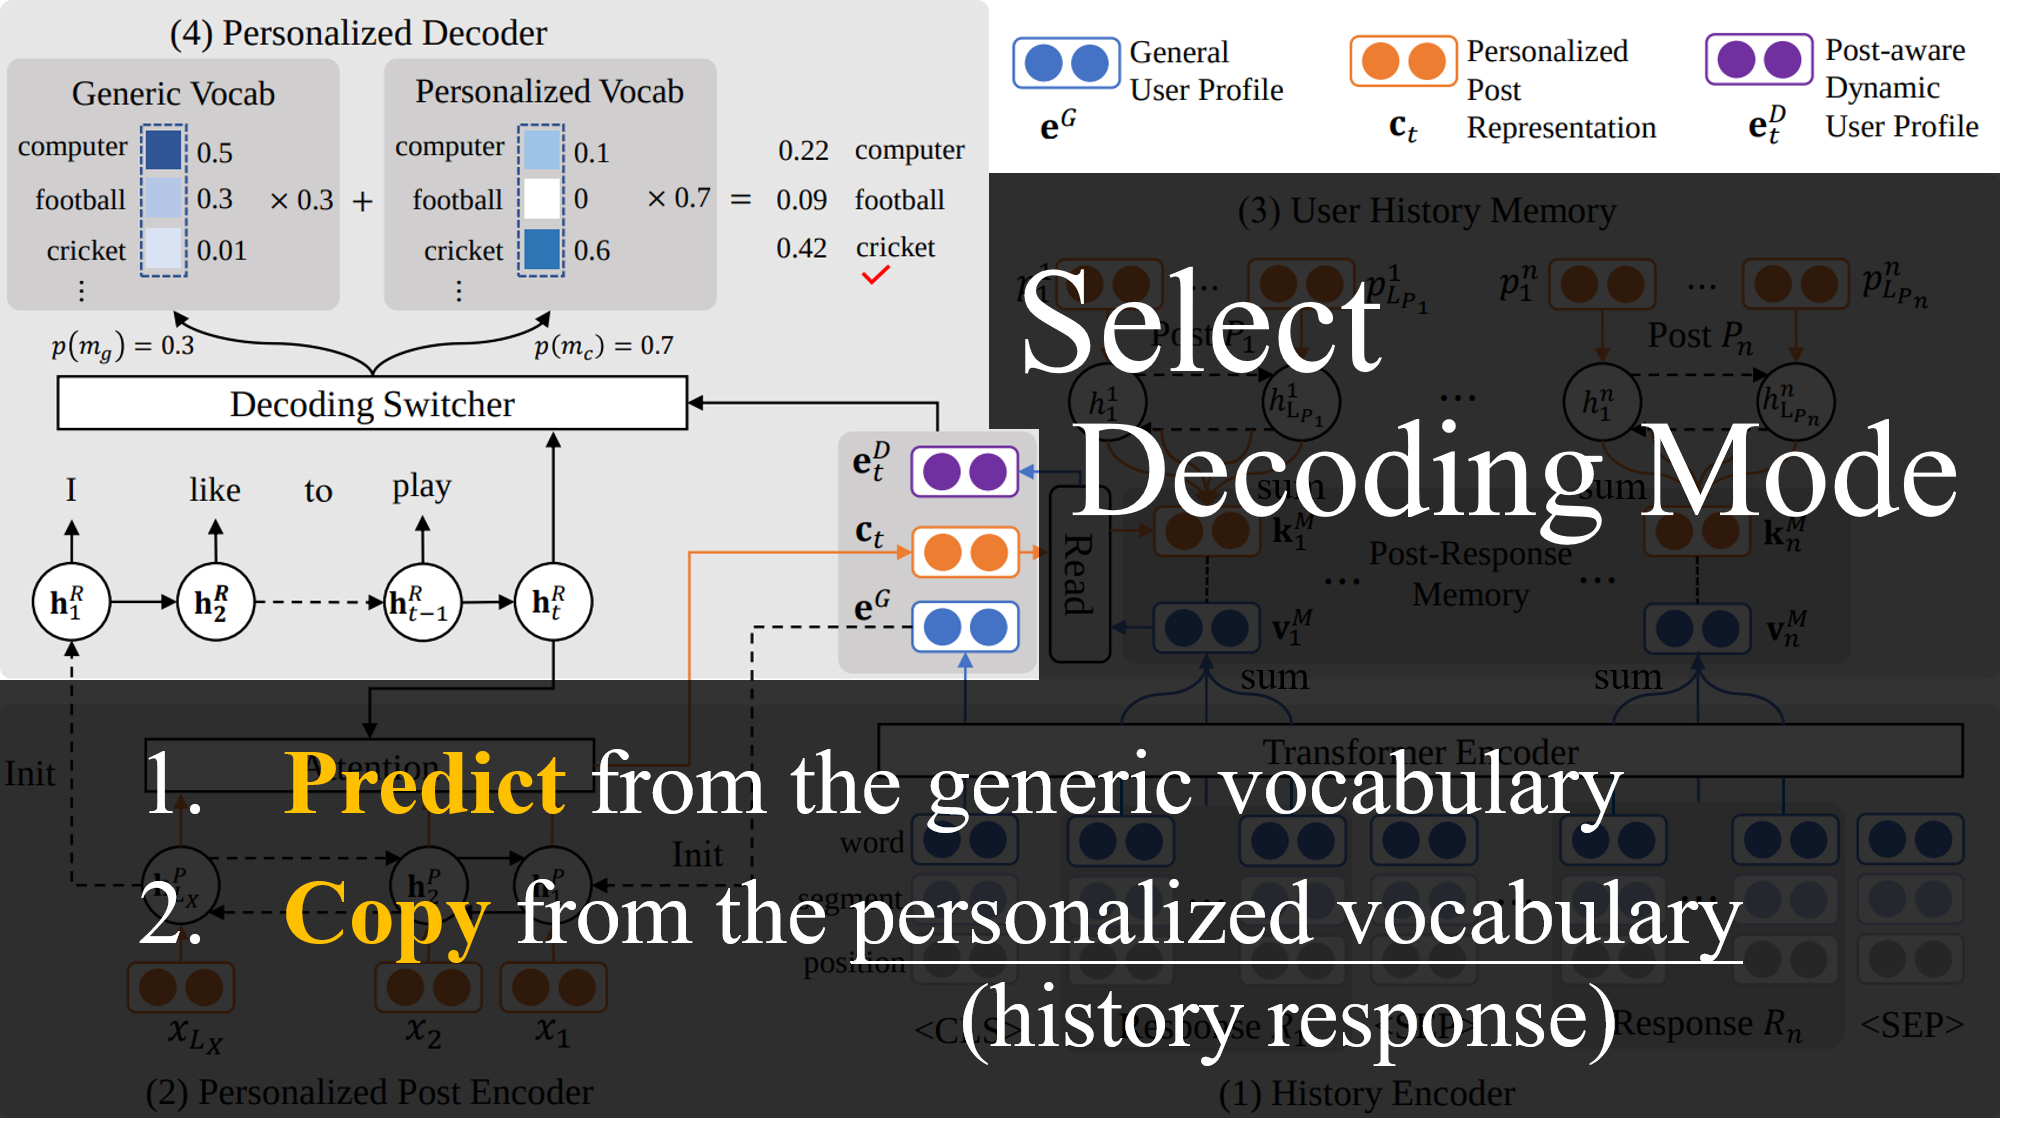 (4) Personalized Decoder
Generic Vocab
computer 0.5
football 0.3 × 0.3
cricket 0.01
⋮
+
Personalized Vocab
computer 0.1
football 0 × 0.7
cricket 0.6
⋮
=
0.22 computer
0.09 football
0.42 cricket
p(m_g) = 0.3
p(m_c) = 0.7
Decoding Switcher
I like to play
h_1^R h_2^R h_{t-1}^R h_t^R
e_t^D
c_t
e^G
General
User Profile
e^G
Personalized
Post
Representation
c_t
Post-aware
Dynamic
User Profile
e_t^D
(3) User History Memory
p_1^1 ... p_{L_{P_1}}^1 p_1^n ... p_{L_{P_n}}^n
Post P_1 Post P_n
h_1^1 h_{L_{P_1}}^1 ... h_1^n h_{L_{P_n}}^n
Select
Decoding Mode
sum sum
Read
k_1^M k_n^M
... Post-Response ...
Memory
v_1^M v_n^M
sum sum
Transformer Encoder
Init
Attention
1. Predict from the generic vocabulary
word
Init
h_{L_X}^P h_2^P h_1^P
segment
2. Copy from the personalized vocabulary
position
(history response)
x_{L_X} x_2 x_1
<CLS> Response R_1 <SEP> Response R_n <SEP>
(2) Personalized Post Encoder
(1) History Encoder